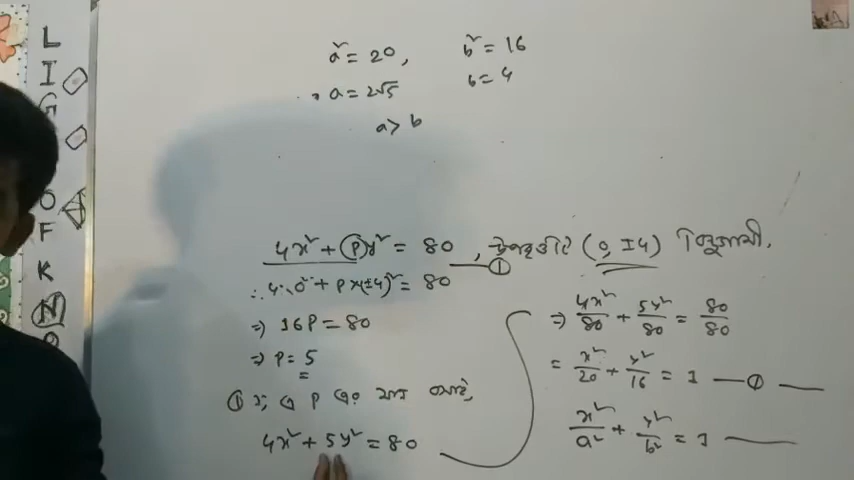 L
I
G
O
F
K
N
a² = 20, b² = 16
∴ a = 2√5 b = 4
a > b
4x² + (P)y² = 80 , উপবৃত্তটি (0, ±4) বিন্দুগামী.
——①
∴ 4·0² + P×(±4)² = 80
⇒ 16P = 80
⇒ P = 5
① নং এ P এর মান বসাই,
4x² + 5y² = 80
⇒ 4x²/80 + 5y²/80 = 80/80
= x²/20 + y²/16 = 1 —①——
x²/a² + y²/b² = 1 ——